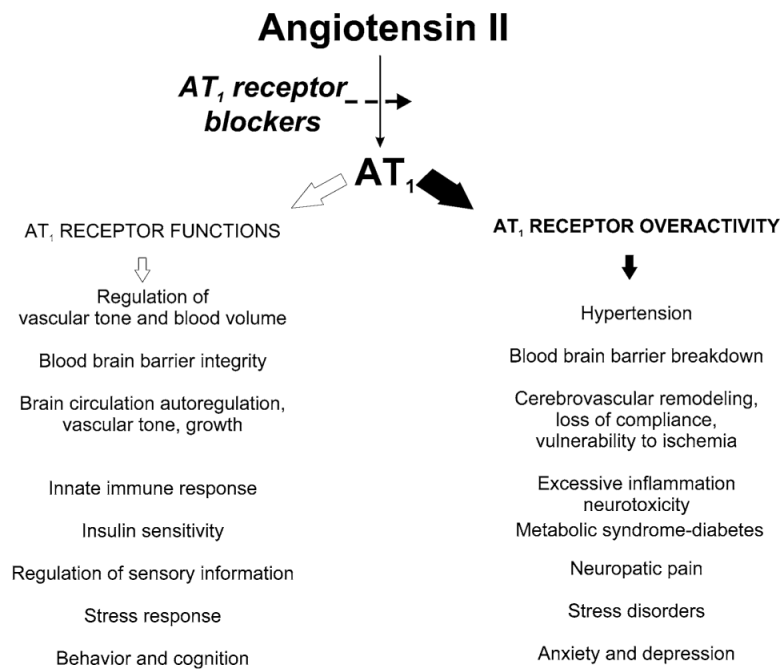 Angiotensin II
AT₁ receptor
blockers
AT₁
AT₁ RECEPTOR FUNCTIONS
Regulation of
vascular tone and blood volume
Blood brain barrier integrity
Brain circulation autoregulation,
vascular tone, growth
Innate immune response
Insulin sensitivity
Regulation of sensory information
Stress response
Behavior and cognition
AT₁ RECEPTOR OVERACTIVITY
Hypertension
Blood brain barrier breakdown
Cerebrovascular remodeling,
loss of compliance,
vulnerability to ischemia
Excessive inflammation
neurotoxicity
Metabolic syndrome-diabetes
Neuropatic pain
Stress disorders
Anxiety and depression